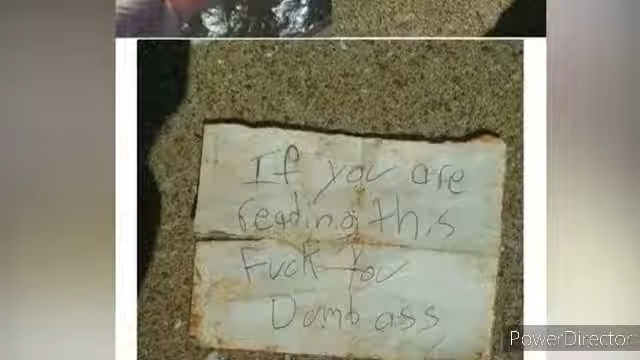 If you are
reading this
Fuck You
Dumb ass
PowerDirector